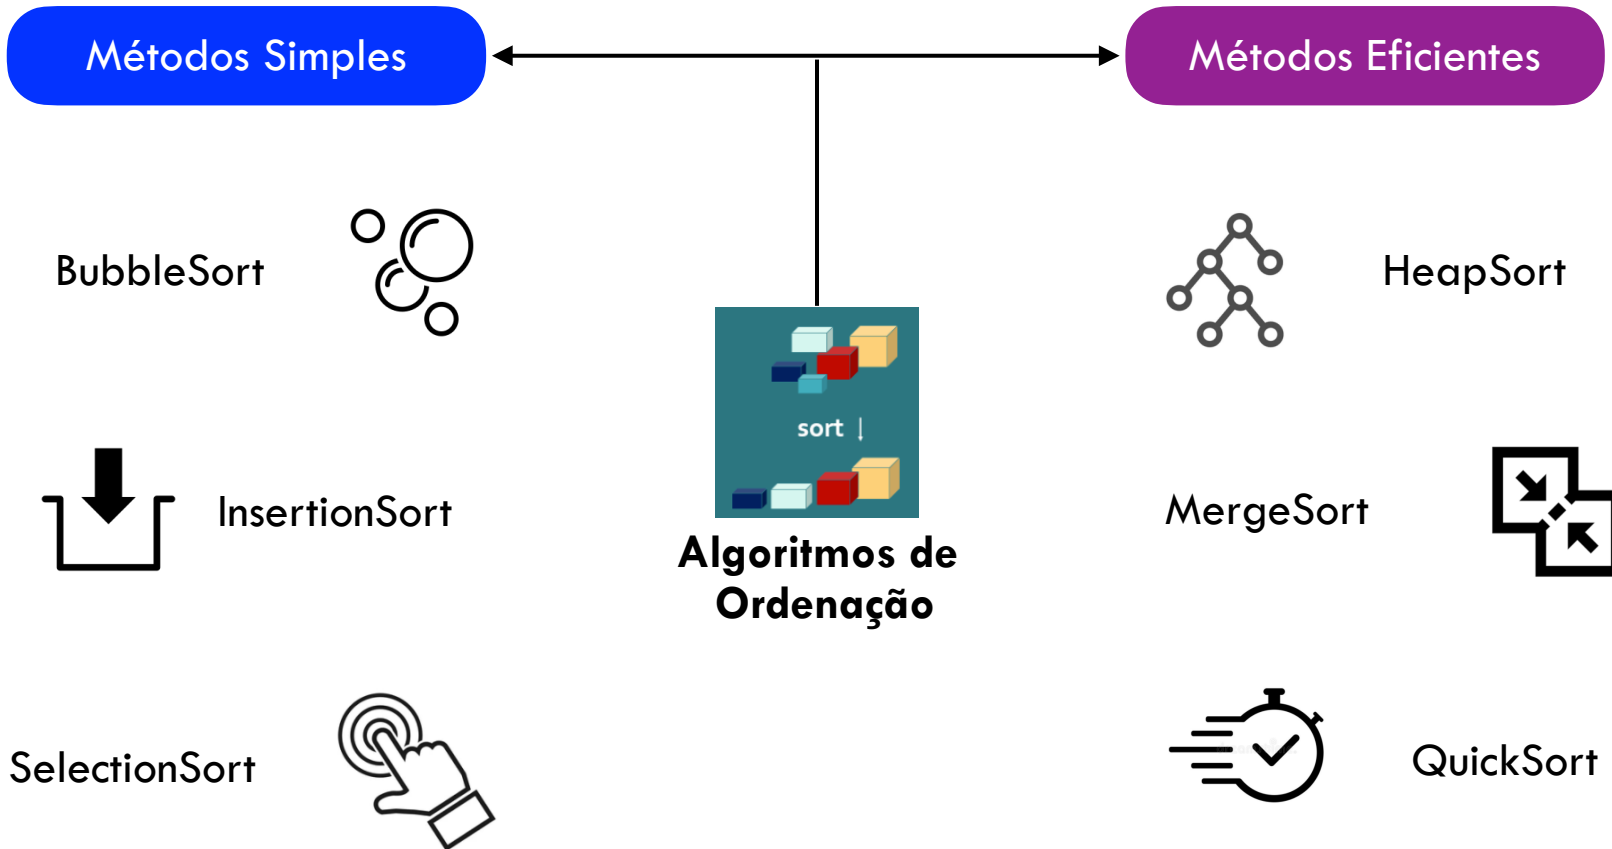 Métodos Simples
Métodos Eficientes
BubbleSort
HeapSort
sort ↓
InsertionSort
MergeSort
Algoritmos de
Ordenação
SelectionSort
QuickSort